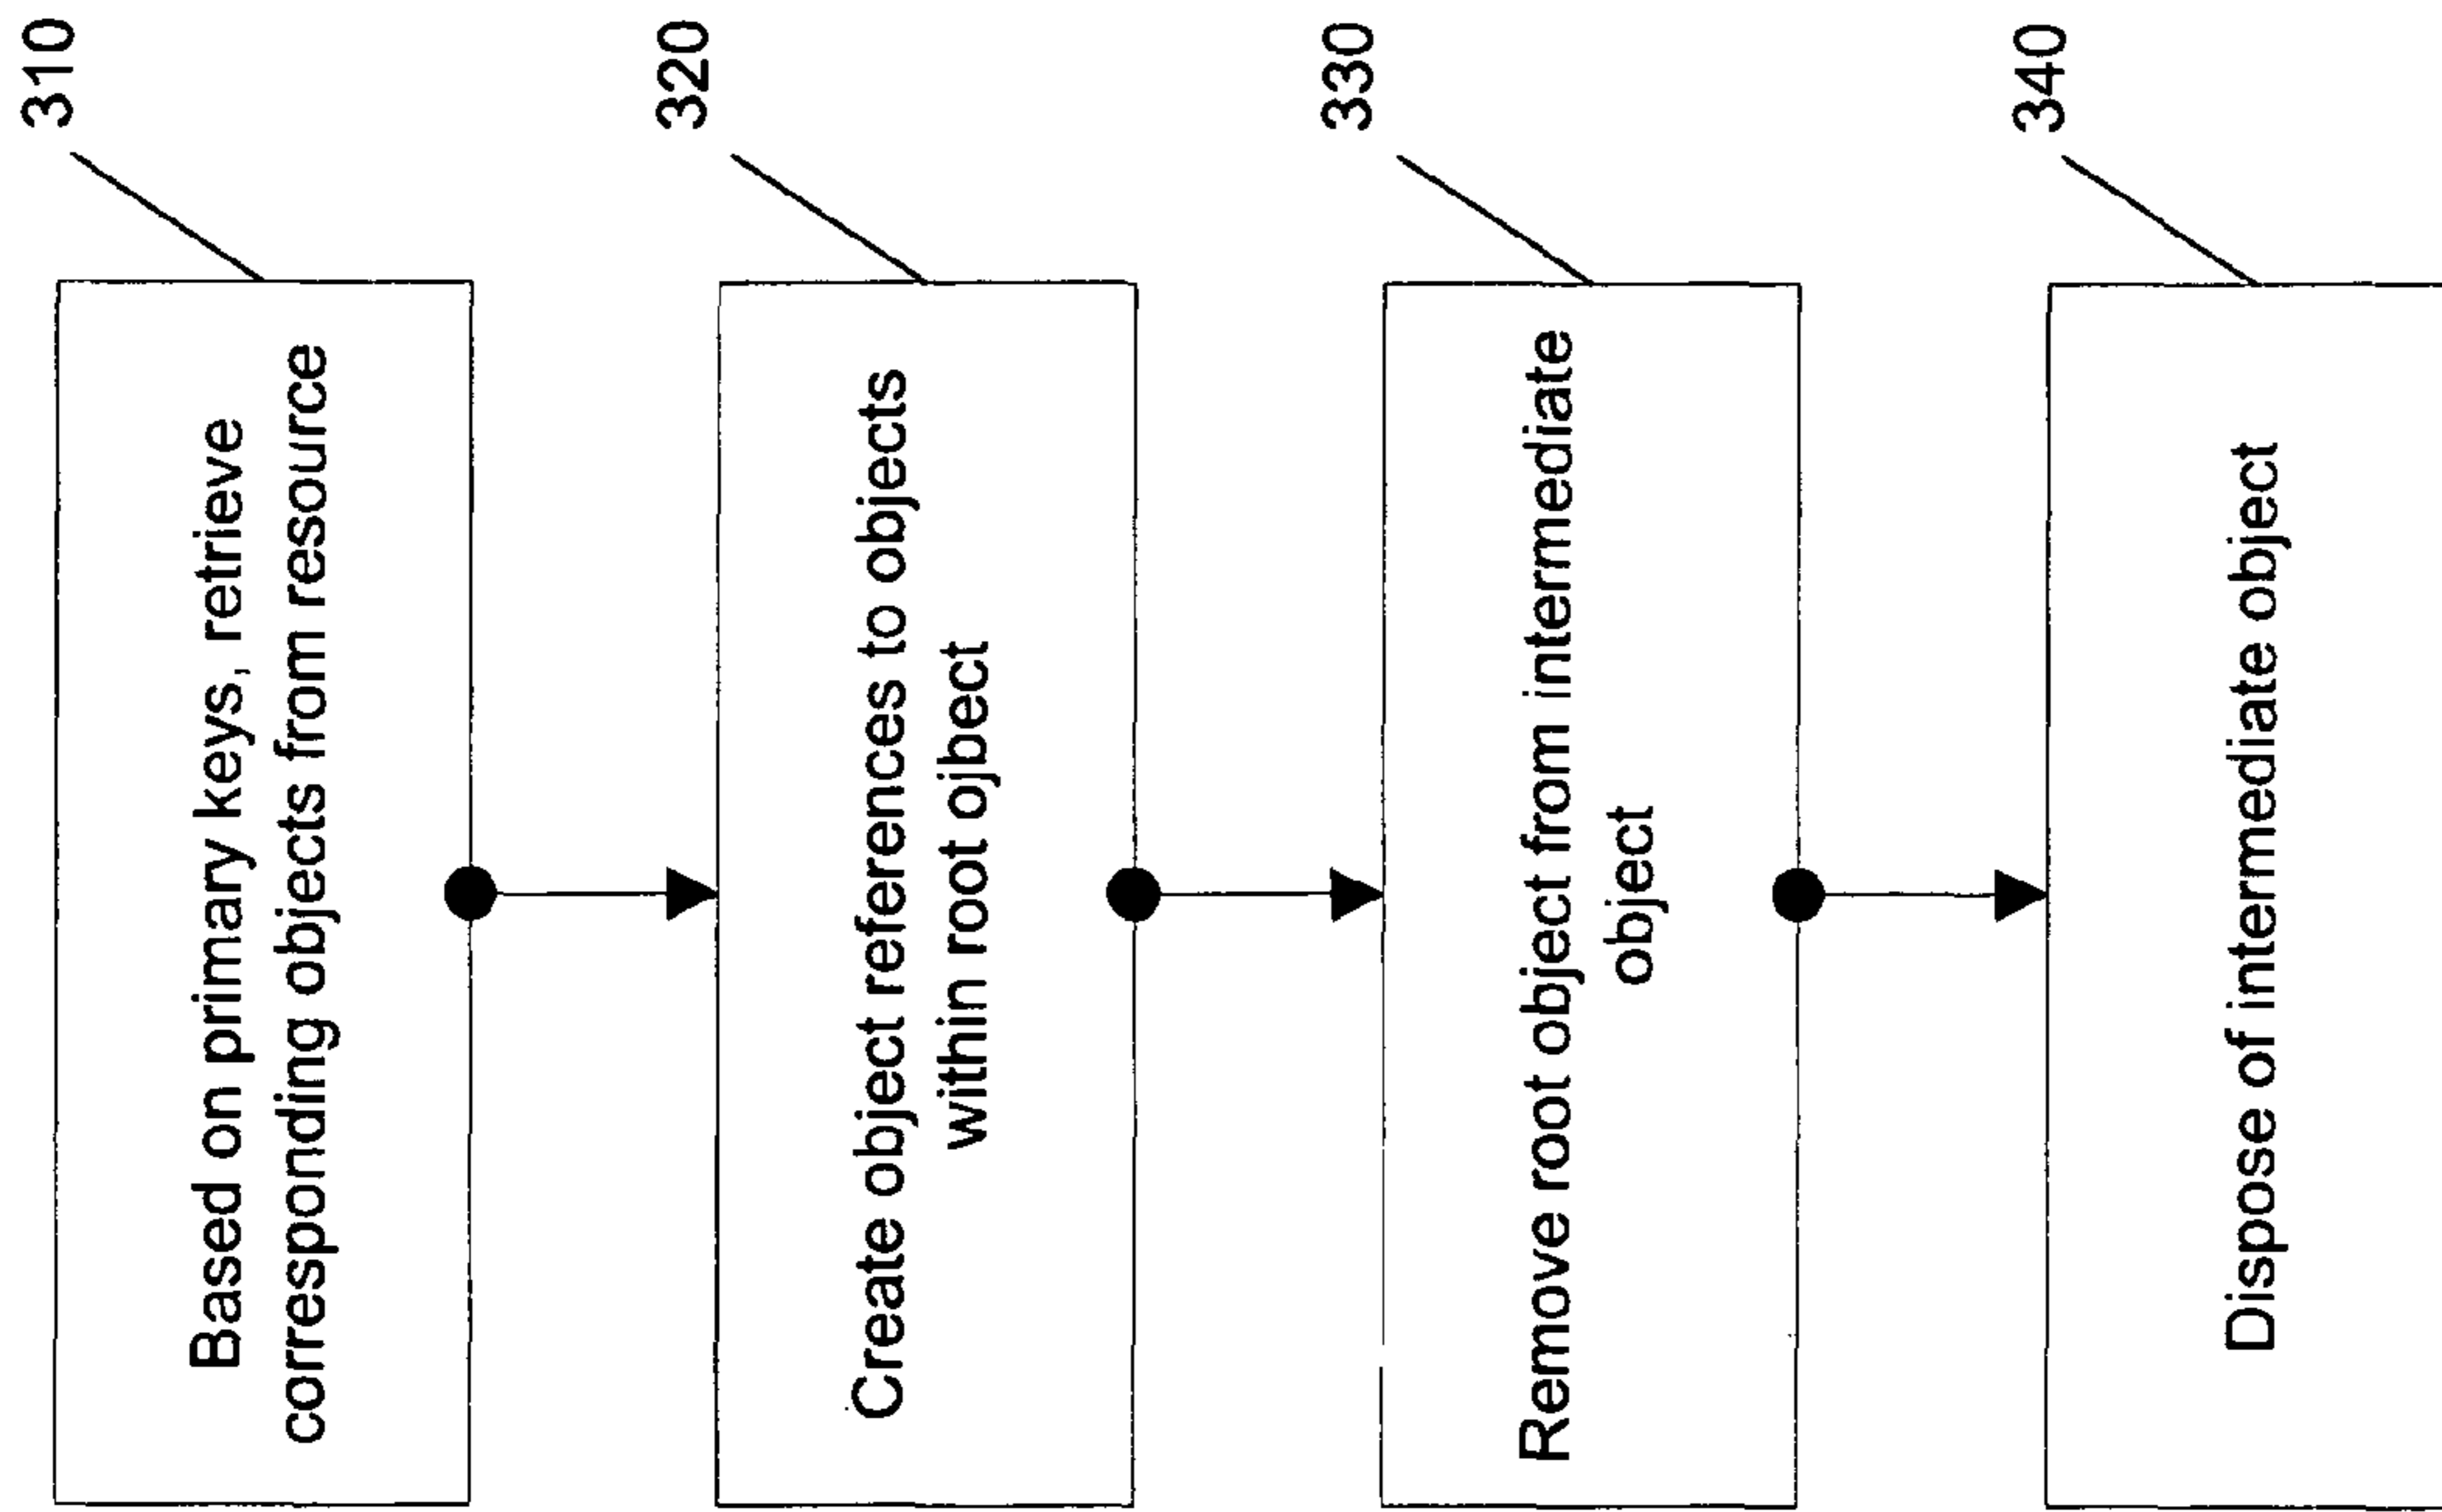 310
Based on primary keys, retrieve
corresponding objects from resource
320
Create object references to objects
within root ojbect
330
Remove root object from intermediate
object
340
Dispose of intermediate object